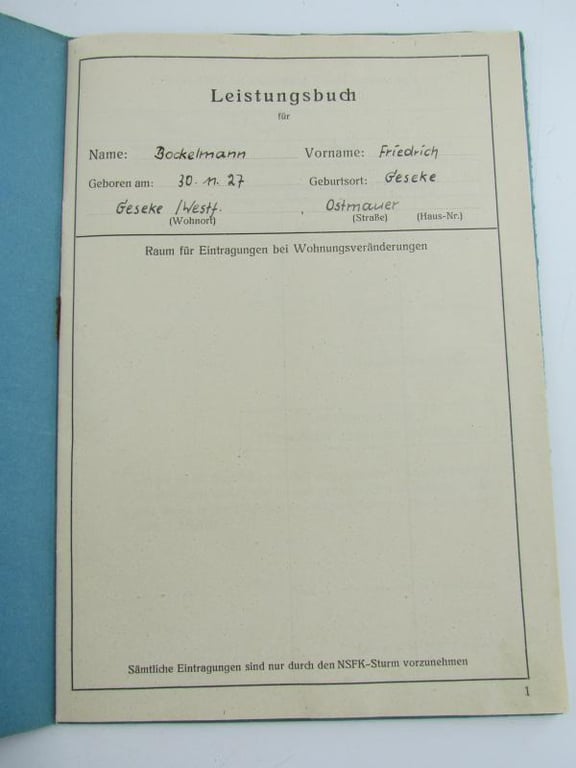 Leistungsbuch
für
Name: Bockelmann Vorname: Friedrich
Geboren am: 30. 11. 27 Geburtsort: Geseke
Geseke /Westf. Ostmauer
(Wohnort) (Straße) (Haus-Nr.)
Raum für Eintragungen bei Wohnungsveränderungen
Sämtliche Eintragungen sind nur durch den NSFK-Sturm vorzunehmen
1